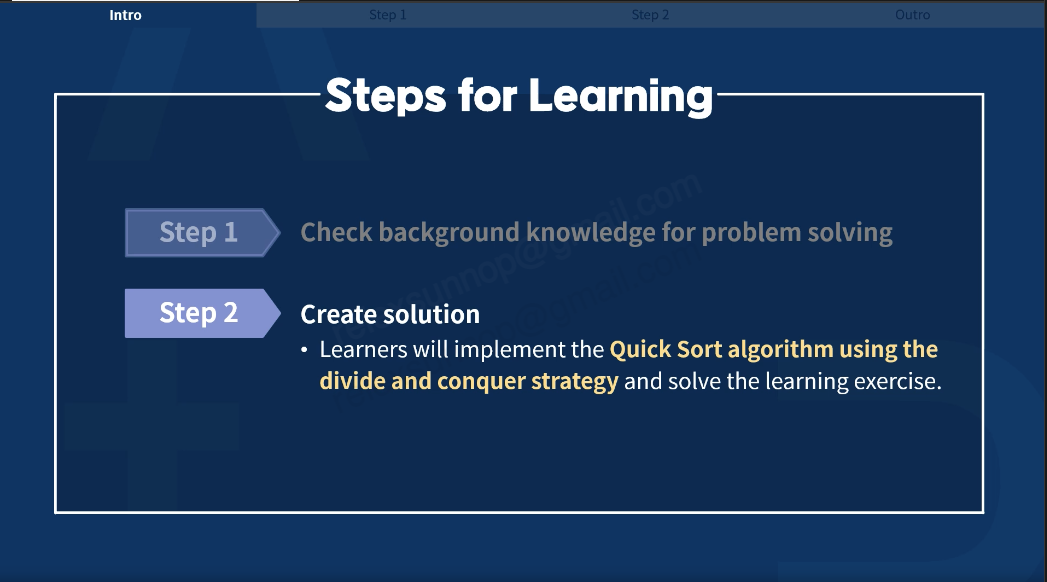 Intro
Step 1
Step 2
Outro
Steps for Learning
Step 1
Check background knowledge for problem solving
Step 2
Create solution
• Learners will implement the Quick Sort algorithm using the
divide and conquer strategy and solve the learning exercise.